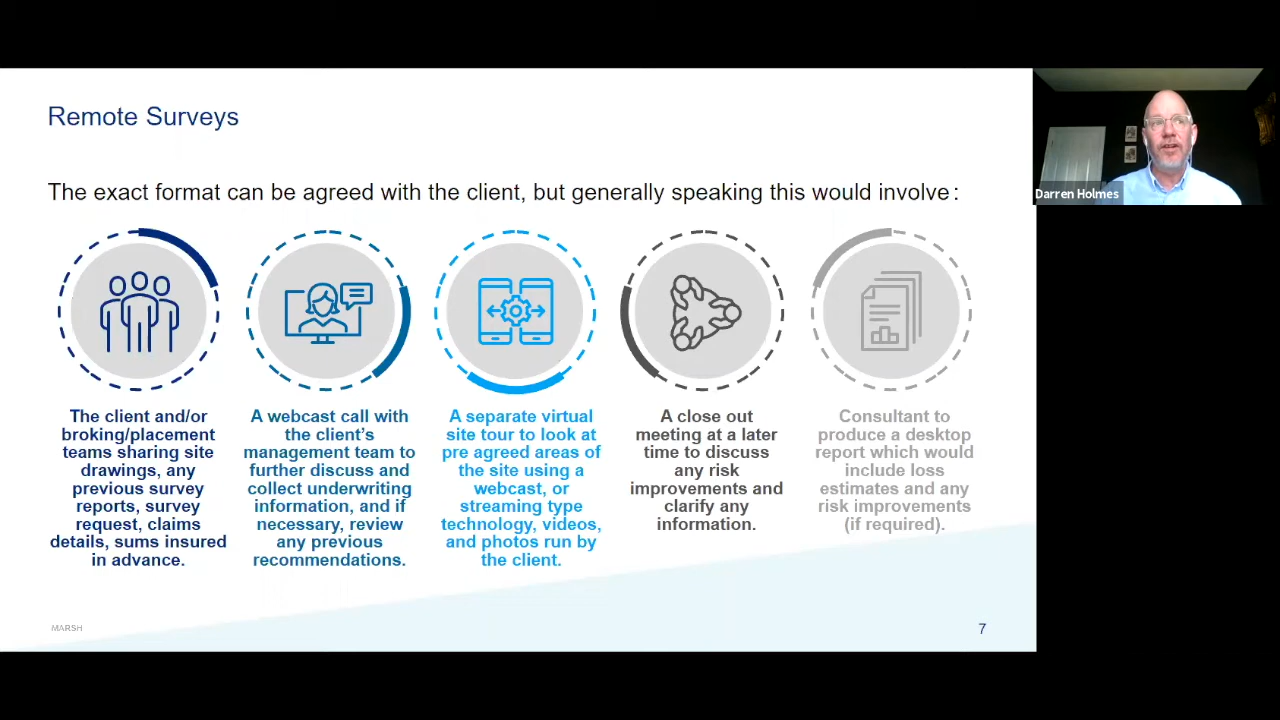 Remote Surveys
The exact format can be agreed with the client, but generally speaking this would involve:
The client and/or
broking/placement
teams sharing site
drawings, any
previous survey
reports, survey
request, claims
details, sums insured
in advance.
A webcast call with
the client's
management team to
further discuss and
collect underwriting
information, and if
necessary, review
any previous
recommendations.
A separate virtual
site tour to look at
pre agreed areas of
the site using a
webcast, or
streaming type
technology, videos,
and photos run by
the client.
A close out
meeting at a later
time to discuss
any risk
improvements and
clarify any
information.
Consultant to
produce a desktop
report which would
include loss
estimates and any
risk improvements
(if required).
MARSH
7
Darren Holmes